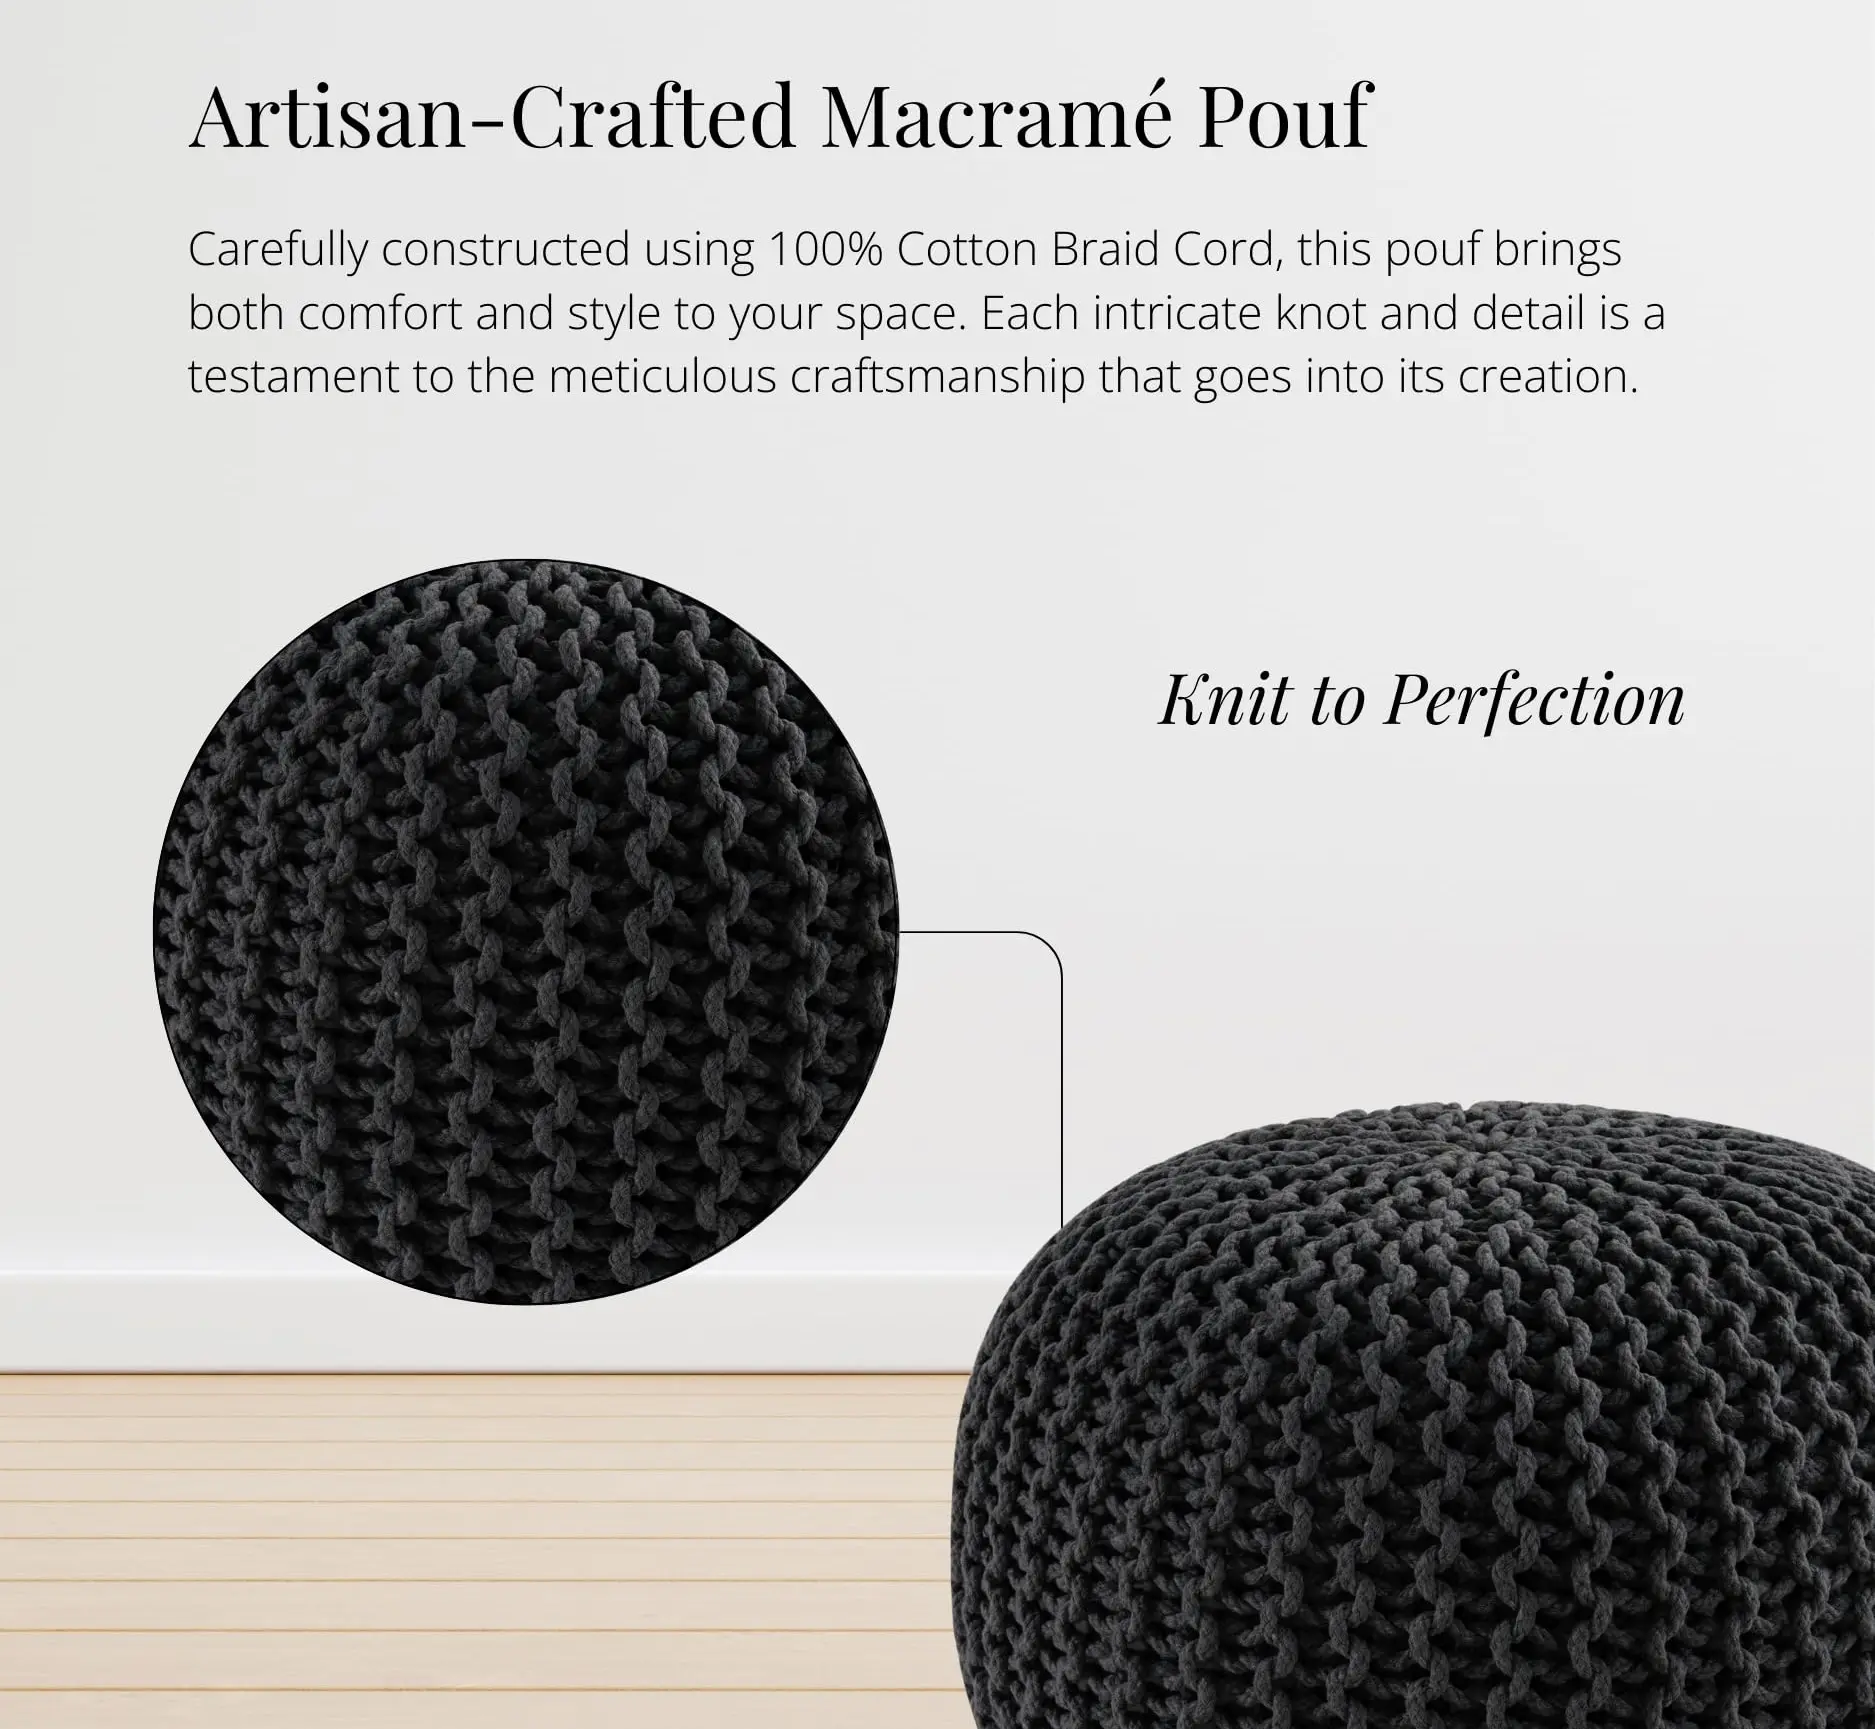 Artisan-Crafted Macramé Pouf
Carefully constructed using 100% Cotton Braid Cord, this pouf brings
both comfort and style to your space. Each intricate knot and detail is a
testament to the meticulous craftsmanship that goes into its creation.
Knit to Perfection